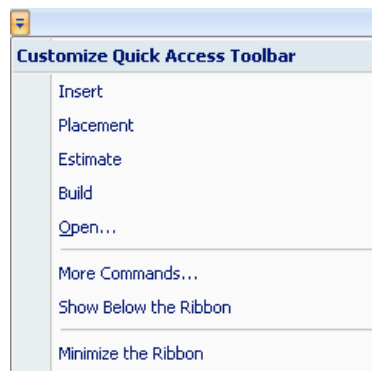 Customize Quick Access Toolbar
Insert
Placement
Estimate
Build
Open...
More Commands...
Show Below the Ribbon
Minimize the Ribbon